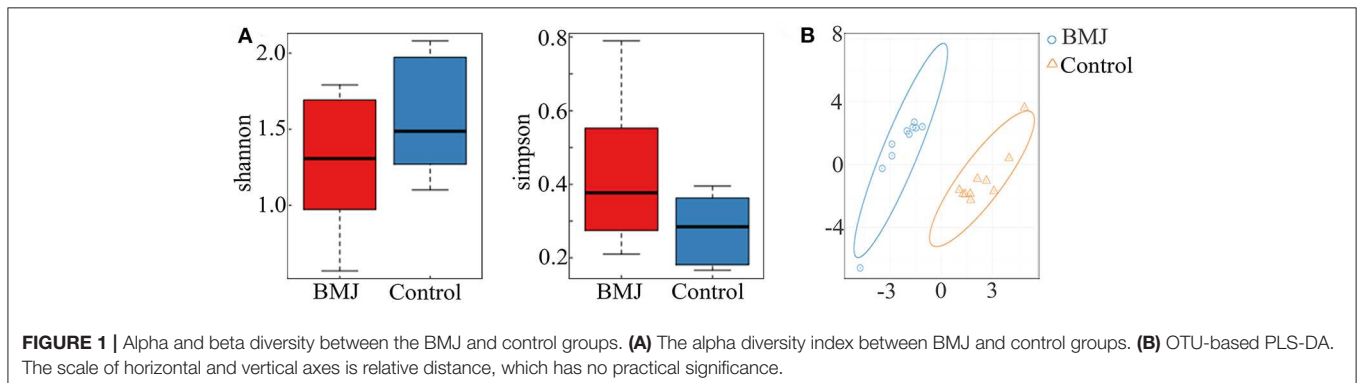 A
2.0
1.5
1.0
shannon
BMJ Control
0.8
0.6
0.4
0.2
simpson
BMJ Control
B
8
4
0
-4
-3 0 3
BMJ
Control
FIGURE 1 | Alpha and beta diversity between the BMJ and control groups. (A) The alpha diversity index between BMJ and control groups. (B) OTU-based PLS-DA.
The scale of horizontal and vertical axes is relative distance, which has no practical significance.